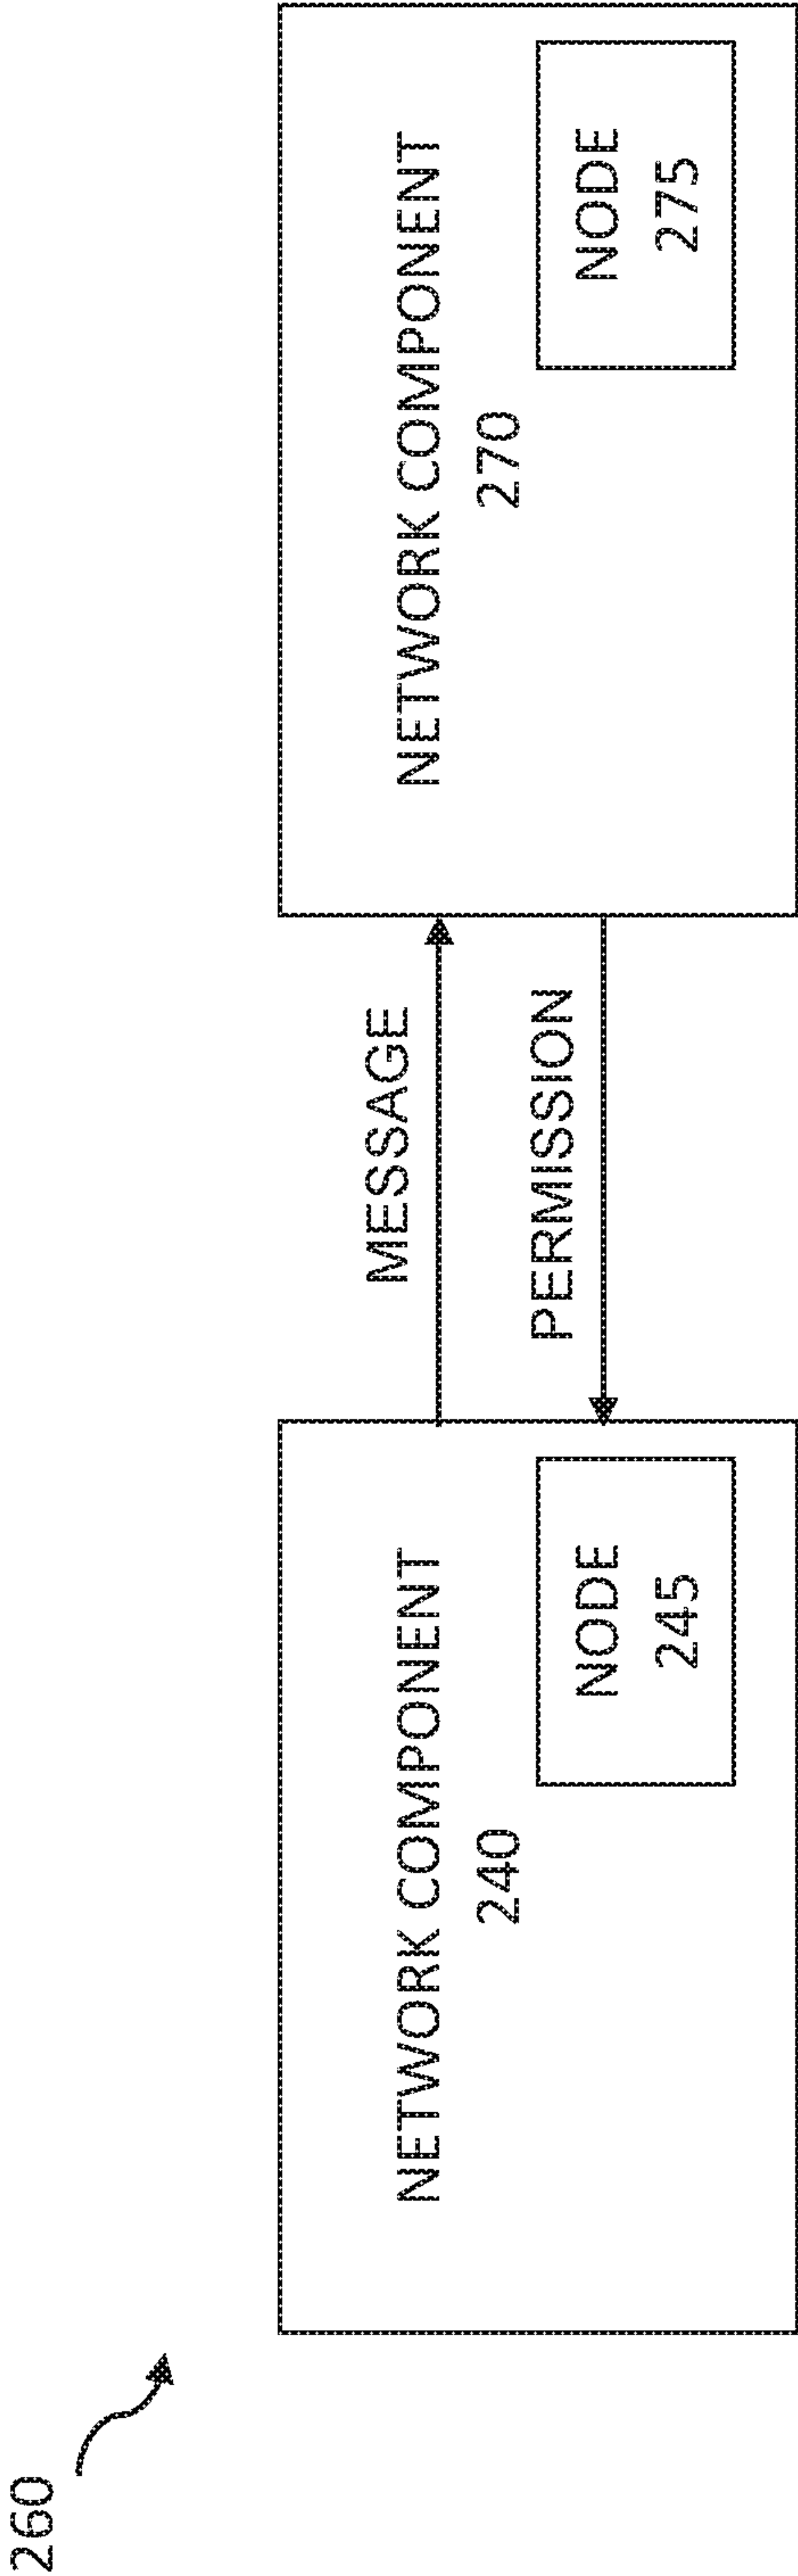 260
NETWORK COMPONENT
240
NODE
245
MESSAGE
PERMISSION
NETWORK COMPONENT
270
NODE
275